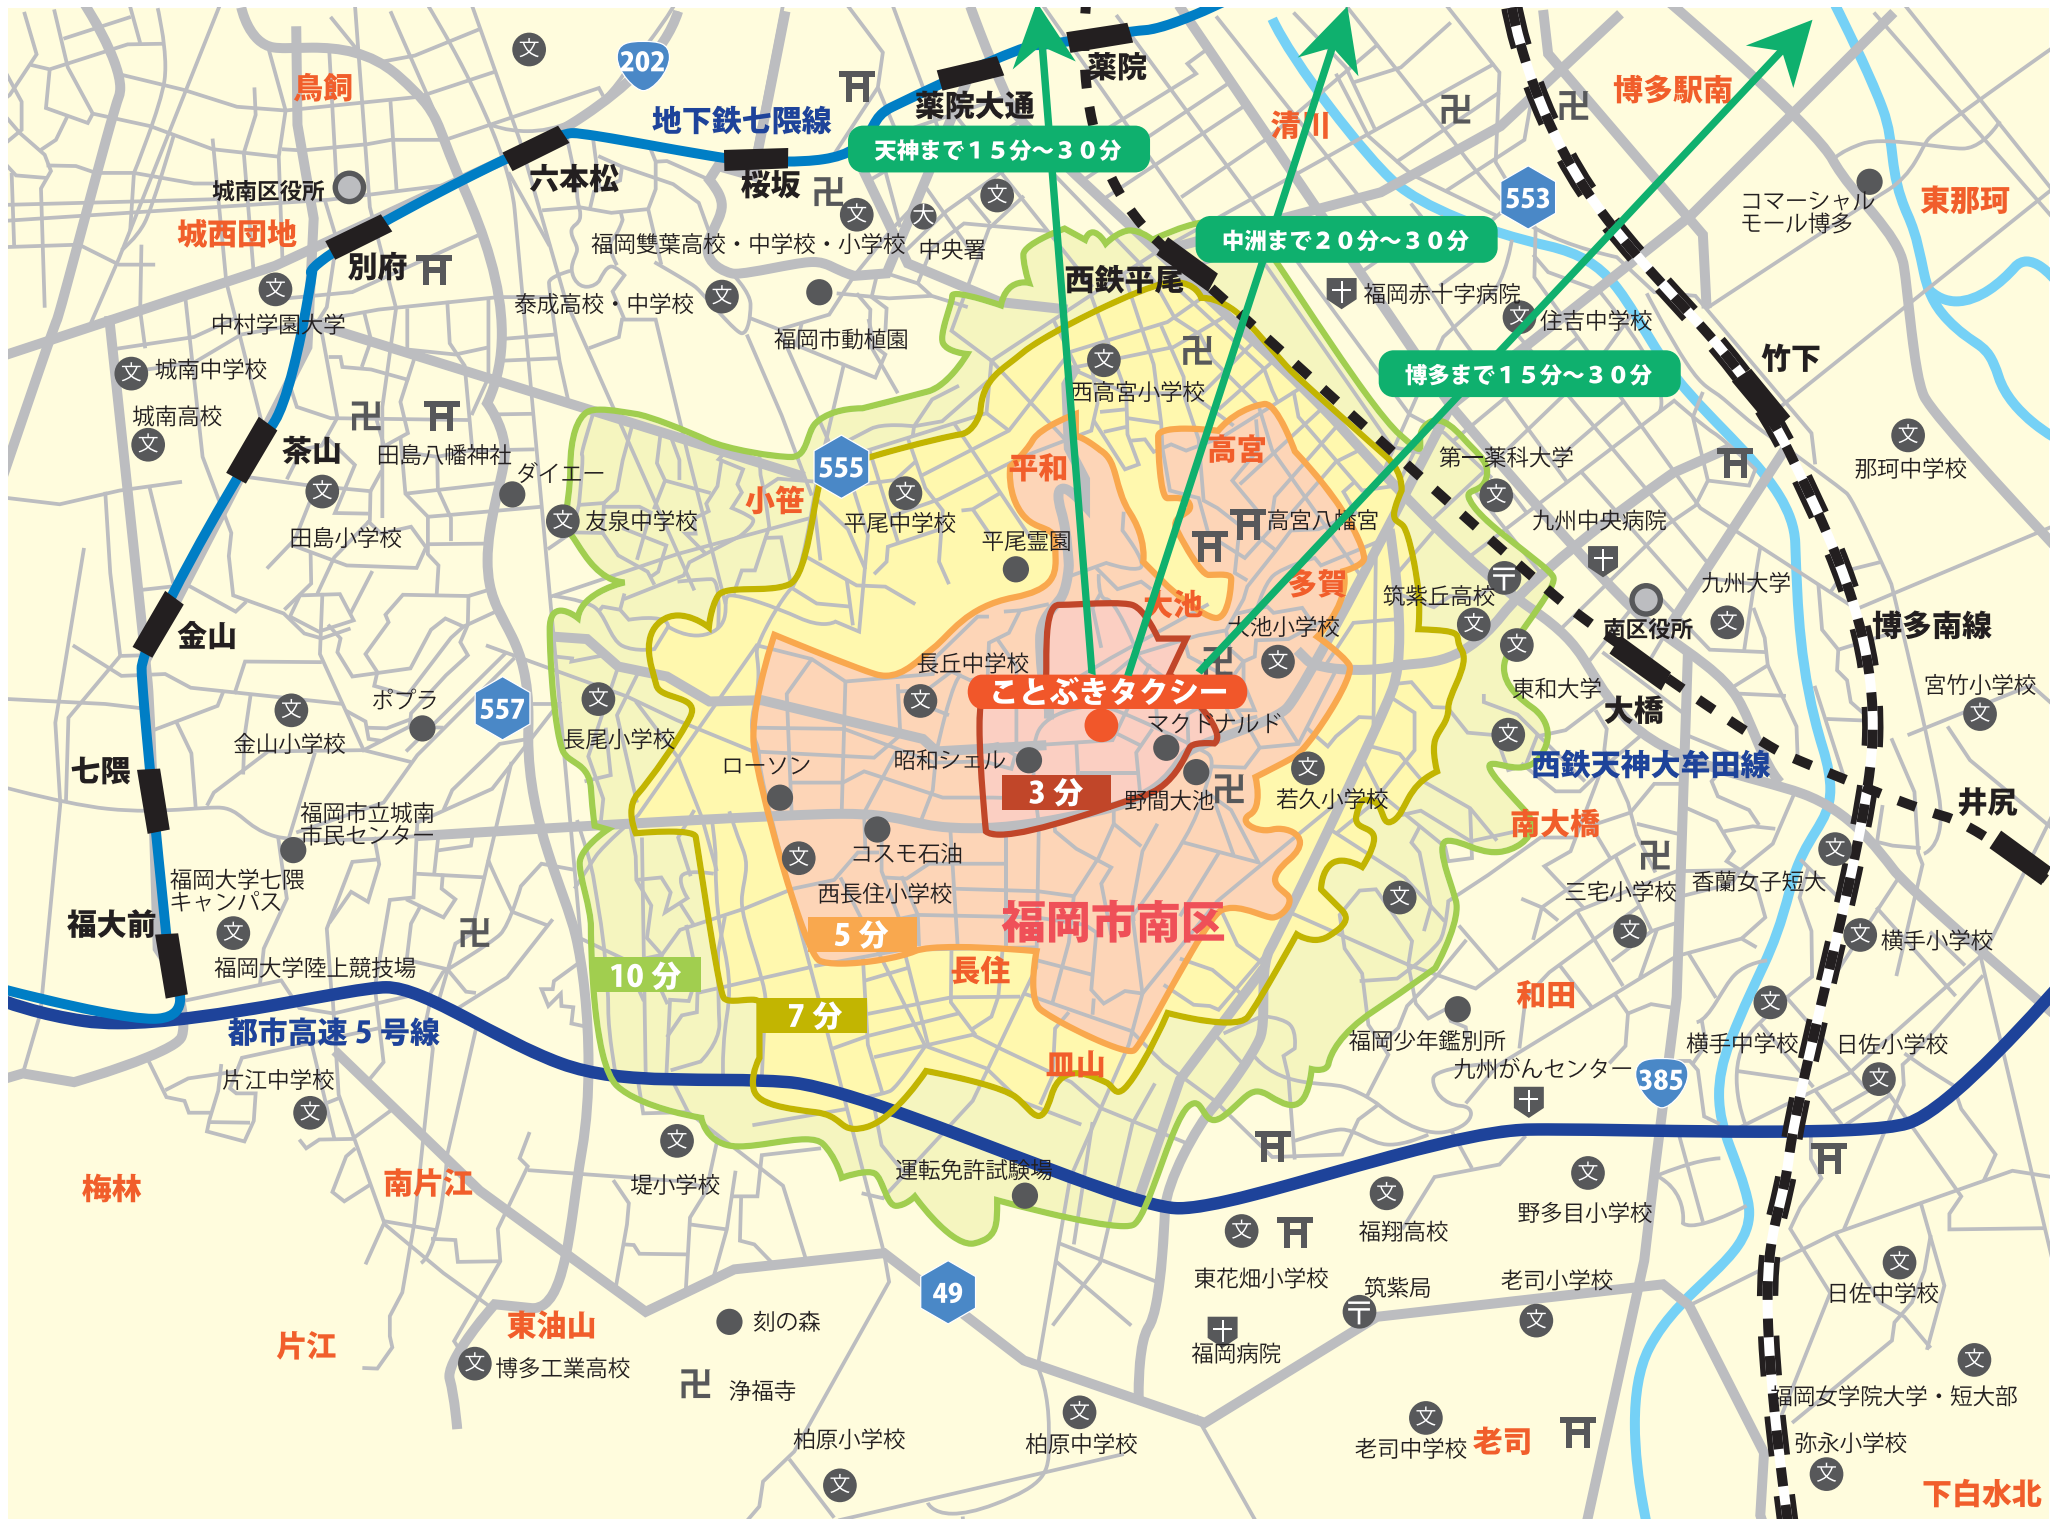 202
鳥飼
地下鉄七隈線
薬院
薬院大通
博多駅南
清川
天神まで１５分～３０分
六本松
桜坂
城南区役所
城西団地
553
コマーシャル
モール博多
東那珂
福岡雙葉高校・中学校・小学校
大
中央署
中洲まで２０分～３０分
別府
西鉄平尾
泰成高校・中学校
福岡赤十字病院
住吉中学校
中村学園大学
福岡市動植園
城南中学校
竹下
博多まで１５分～３０分
西高宮小学校
城南高校
茶山
田島八幡神社
ダイエー
555
平和
高宮
第一薬科大学
那珂中学校
小笹
友泉中学校
平尾中学校
平尾霊園
高宮八幡宮
九州中央病院
田島小学校
多賀
大池
筑紫丘高校
九州大学
金山
大池小学校
南区役所
博多南線
長丘中学校
ことぶきタクシー
東和大学
宮竹小学校
ポプラ
557
大橋
金山小学校
長尾小学校
マクドナルド
七隈
ローソン
昭和シェル
西鉄天神大牟田線
3 分
野間大池
若久小学校
井尻
福岡市立城南
市民センター
南大橋
コスモ石油
福岡大学七隈
キャンパス
西長住小学校
三宅小学校
香蘭女子短大
福大前
福岡市南区
5 分
横手小学校
福岡大学陸上競技場
10 分
長住
和田
7 分
都市高速 5 号線
福岡少年鑑別所
横手中学校
日佐小学校
皿山
九州がんセンター
385
片江中学校
梅林
南片江
堤小学校
運転免許試験場
福翔高校
野多目小学校
東花畑小学校
筑紫局
老司小学校
日佐中学校
49
片江
東油山
刻の森
福岡病院
博多工業高校
浄福寺
福岡女学院大学・短大部
柏原小学校
柏原中学校
老司中学校
老司
弥永小学校
下白水北